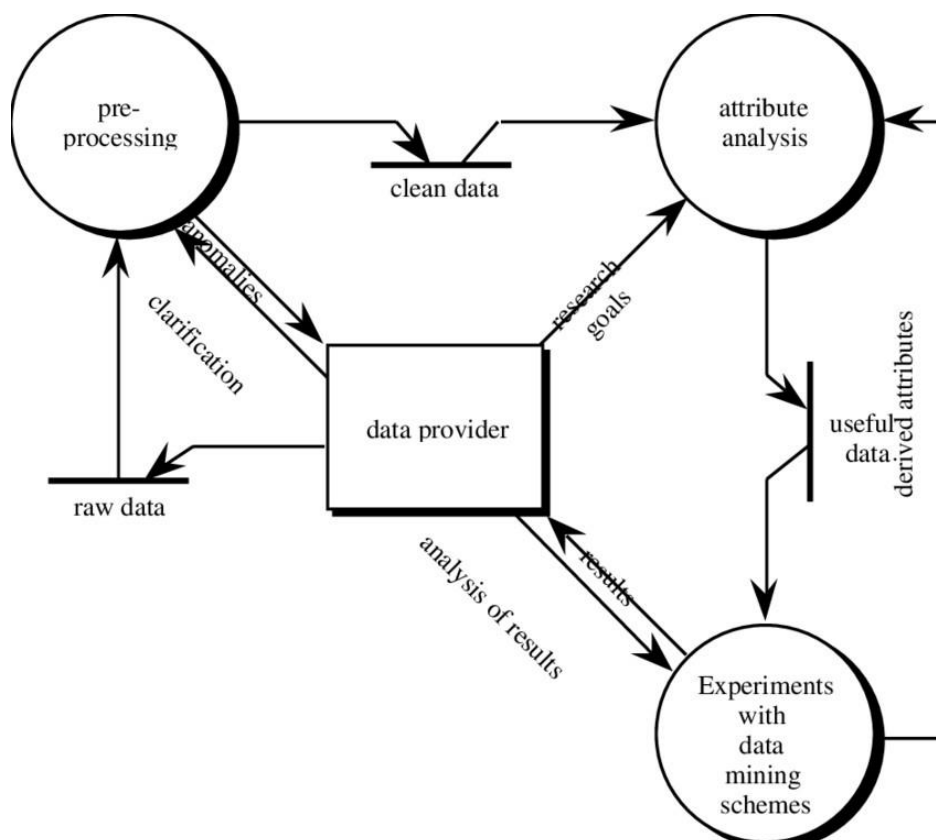 pre-
processing
attribute
analysis
clean data
anomalies
clarification
research
goals
data provider
useful
data.
derived attributes
raw data
analysis of results
results
Experiments
with
data
mining
schemes